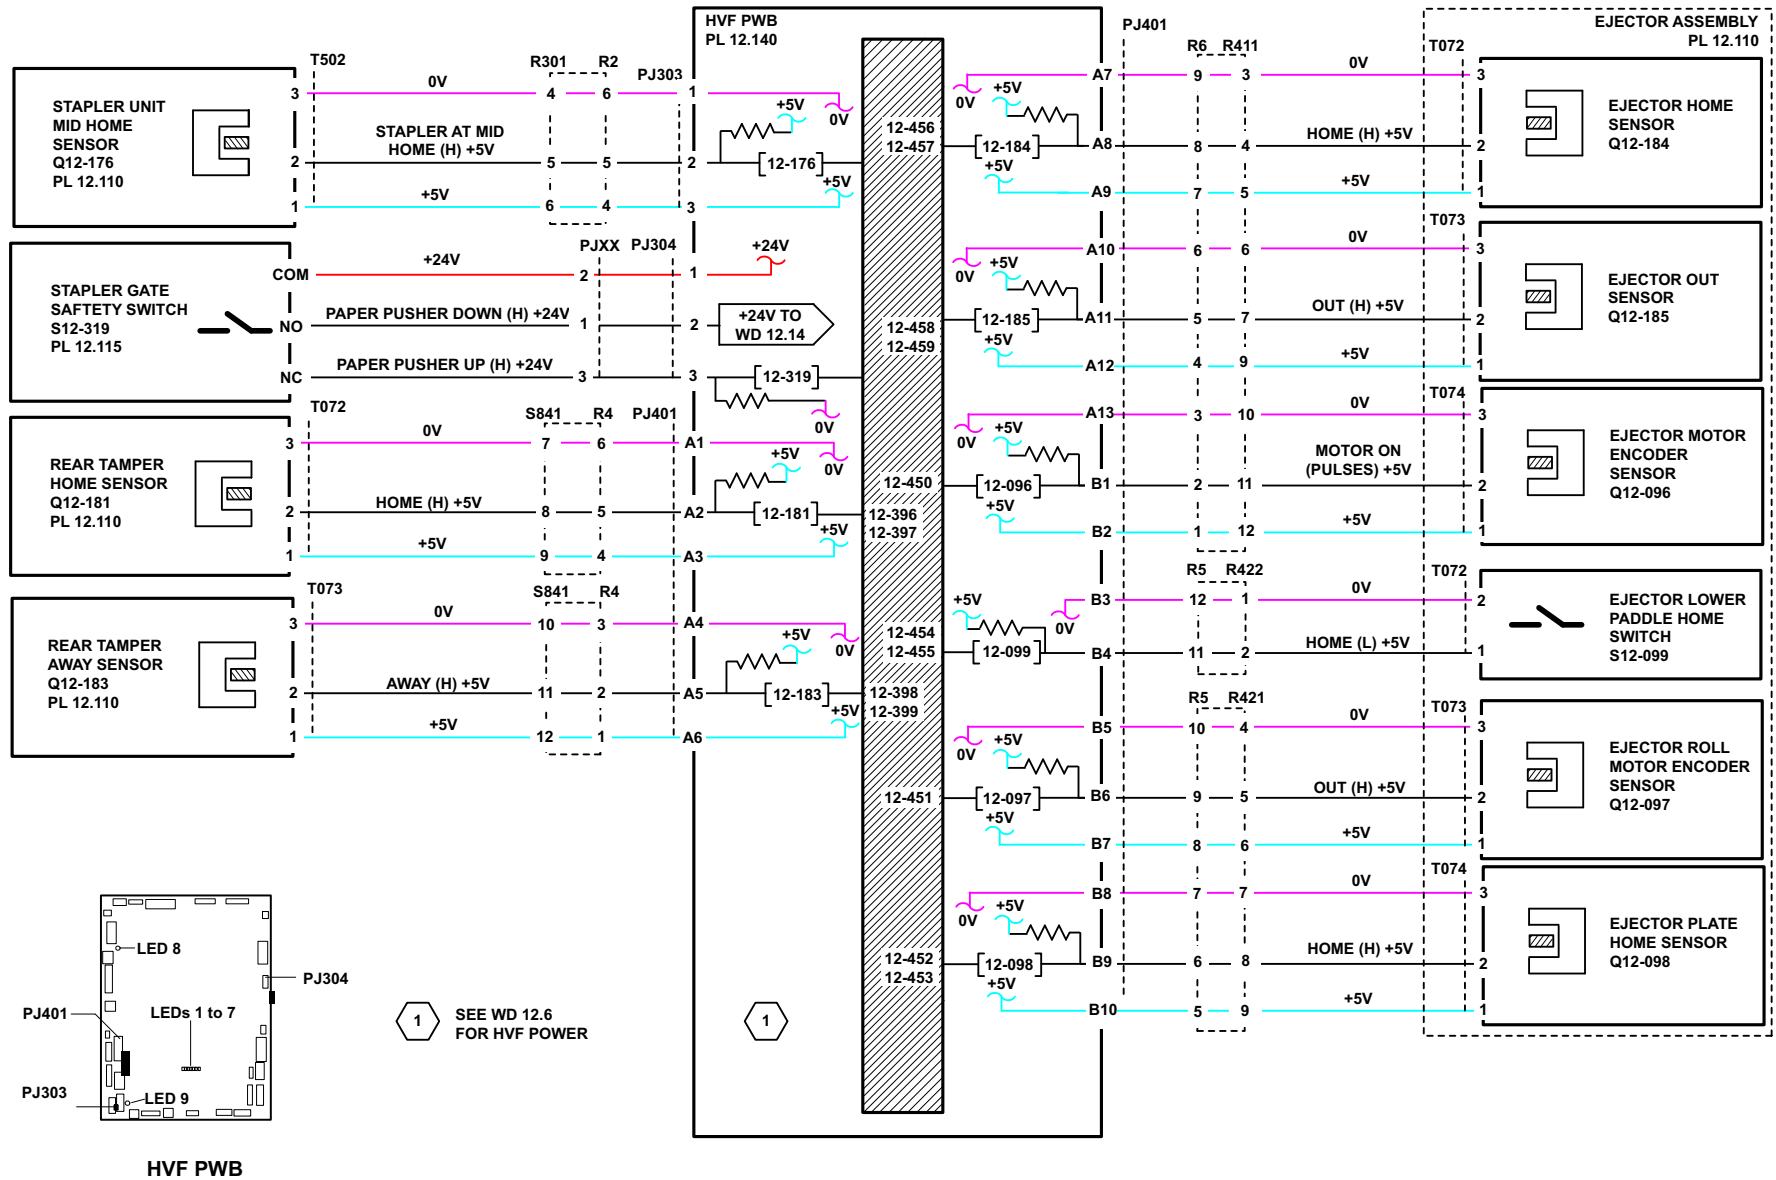 HVF PWB
PL 12.140
STAPLER UNIT
MID HOME
SENSOR
Q12-176
PL 12.110
T502
R301 R2
PJ303
3 0V 4 6 1
0V
+5V
2 STAPLER AT MID
HOME (H) +5V
5 5 2
12-176
+5V
1 +5V 6 4 3
STAPLER GATE
SAFTETY SWITCH
S12-319
PL 12.115
PJXX PJ304
COM +24V 2 1
+24V
NO PAPER PUSHER DOWN (H) +24V 1 2
+24V TO
WD 12.14
NC PAPER PUSHER UP (H) +24V 3 3
12-319
0V
REAR TAMPER
HOME SENSOR
Q12-181
PL 12.110
T072
S841 R4 PJ401
3 0V 7 6 A1
0V
+5V
2 HOME (H) +5V 8 5 A2
12-181
+5V
1 +5V 9 4 A3
REAR TAMPER
AWAY SENSOR
Q12-183
PL 12.110
T073
S841 R4
3 0V 10 3 A4
0V
+5V
2 AWAY (H) +5V 11 2 A5
12-183
+5V
1 +5V 12 1 A6
12-456
12-457
12-458
12-459
12-450
12-396
12-397
12-454
12-455
12-398
12-399
12-451
12-452
12-453
PJ401
EJECTOR ASSEMBLY
PL 12.110
R6 R411
T072
A7 9 3 0V 3
0V
+5V
12-184
A8 8 4 HOME (H) +5V 2
+5V
A9 7 5 +5V 1
EJECTOR HOME
SENSOR
Q12-184
T073
A10 6 6 0V 3
0V
+5V
12-185
A11 5 7 OUT (H) +5V 2
+5V
A12 4 9 +5V 1
EJECTOR OUT
SENSOR
Q12-185
T074
A13 3 10 0V 3
0V
+5V
12-096
B1 2 11 MOTOR ON
(PULSES) +5V
2
+5V
B2 1 12 +5V 1
EJECTOR MOTOR
ENCODER
SENSOR
Q12-096
R5 R422
T072
B3 12 1 0V 2
+5V
0V
12-099
B4 11 2 HOME (L) +5V 1
EJECTOR LOWER
PADDLE HOME
SWITCH
S12-099
R5 R421
T073
B5 10 4 0V 3
0V
+5V
12-097
B6 9 5 OUT (H) +5V 2
+5V
B7 8 6 +5V 1
EJECTOR ROLL
MOTOR ENCODER
SENSOR
Q12-097
T074
B8 7 7 0V 3
0V
+5V
12-098
B9 6 8 HOME (H) +5V 2
+5V
B10 5 9 +5V 1
EJECTOR PLATE
HOME SENSOR
Q12-098
LED 8
PJ304
PJ401
LEDs 1 to 7
PJ303
LED 9
HVF PWB
1 SEE WD 12.6
FOR HVF POWER
1